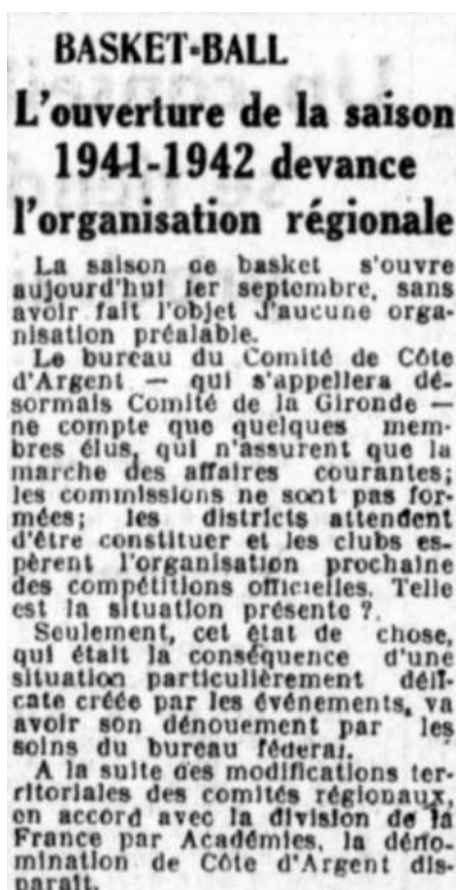 BASKET-BALL
L'ouverture de la saison
1941-1942 devance
l'organisation régionale
La saison de basket s'ouvre
aujourd'hui 1er septembre, sans
avoir fait l'objet d'aucune orga-
nisation préalable.
Le bureau du Comité de Côte
d'Argent — qui s'appellera dé-
sormais Comité de la Gironde —
ne compte que quelques mem-
bres élus, qui n'assurent que la
marche des affaires courantes;
les commissions ne sont pas for-
mées; les districts attendent
d'être constituer et les clubs es-
pèrent l'organisation prochaine
des compétitions officielles. Telle
est la situation présente ?.
Seulement, cet état de chose,
qui était la conséquence d'une
situation particulièrement déli-
cate créée par les événements, va
avoir son dénouement par les
soins du bureau fédéral.
A la suite des modifications ter-
ritoriales des comités régionaux,
en accord avec la division de la
France par Académies, la déno-
mination de Côte d'Argent dis-
paraît.